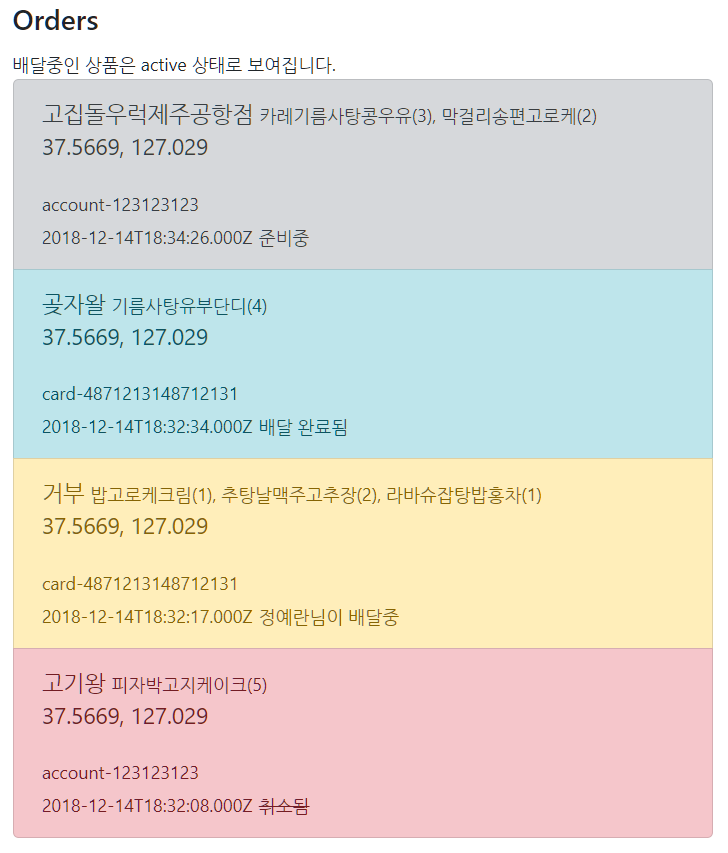 Orders
배달중인 상품은 active 상태로 보여집니다.
고집돌우럭제주공항점 카레기름사탕콩우유(3), 막걸리송편고로케(2)
37.5669, 127.029
account-123123123
2018-12-14T18:34:26.000Z 준비중
곶자왈 기름사탕유부단디(4)
37.5669, 127.029
card-4871213148712131
2018-12-14T18:32:34.000Z 배달 완료됨
거부 밥고로케크림(1), 추탕날맥주고추장(2), 라바슈잡탕밥홍차(1)
37.5669, 127.029
card-4871213148712131
2018-12-14T18:32:17.000Z 정예란님이 배달중
고기왕 피자박고지케이크(5)
37.5669, 127.029
account-123123123
2018-12-14T18:32:08.000Z 취소됨